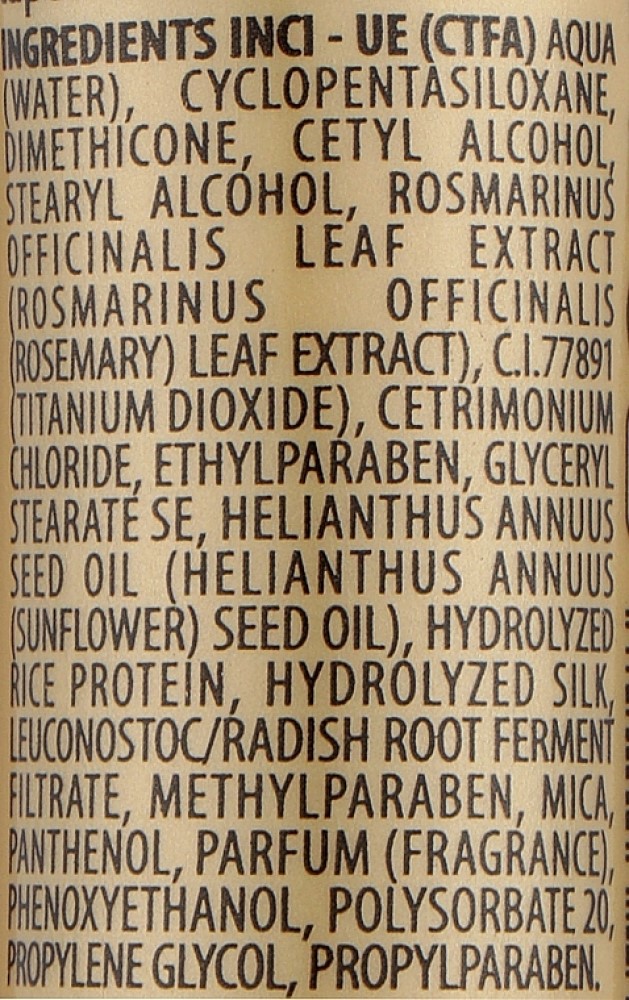 INGREDIENTS INCI - UE (CTFA) AQUA
(WATER), CYCLOPENTASILOXANE,
DIMETHICONE, CETYL ALCOHOL,
STEARYL ALCOHOL, ROSMARINUS
OFFICINALIS LEAF EXTRACT
(ROSMARINUS OFFICINALIS
(ROSEMARY) LEAF EXTRACT), C.I.77891
(TITANIUM DIOXIDE), CETRIMONIUM
CHLORIDE, ETHYLPARABEN, GLYCERYL
STEARATE SE, HELIANTHUS ANNUUS
SEED OIL (HELIANTHUS ANNUUS
(SUNFLOWER) SEED OIL), HYDROLYZED
RICE PROTEIN, HYDROLYZED SILK,
LEUCONOSTOC/RADISH ROOT FERMENT
FILTRATE, METHYLPARABEN, MICA,
PANTHENOL, PARFUM (FRAGRANCE),
PHENOXYETHANOL, POLYSORBATE 20,
PROPYLENE GLYCOL, PROPYLPARABEN.